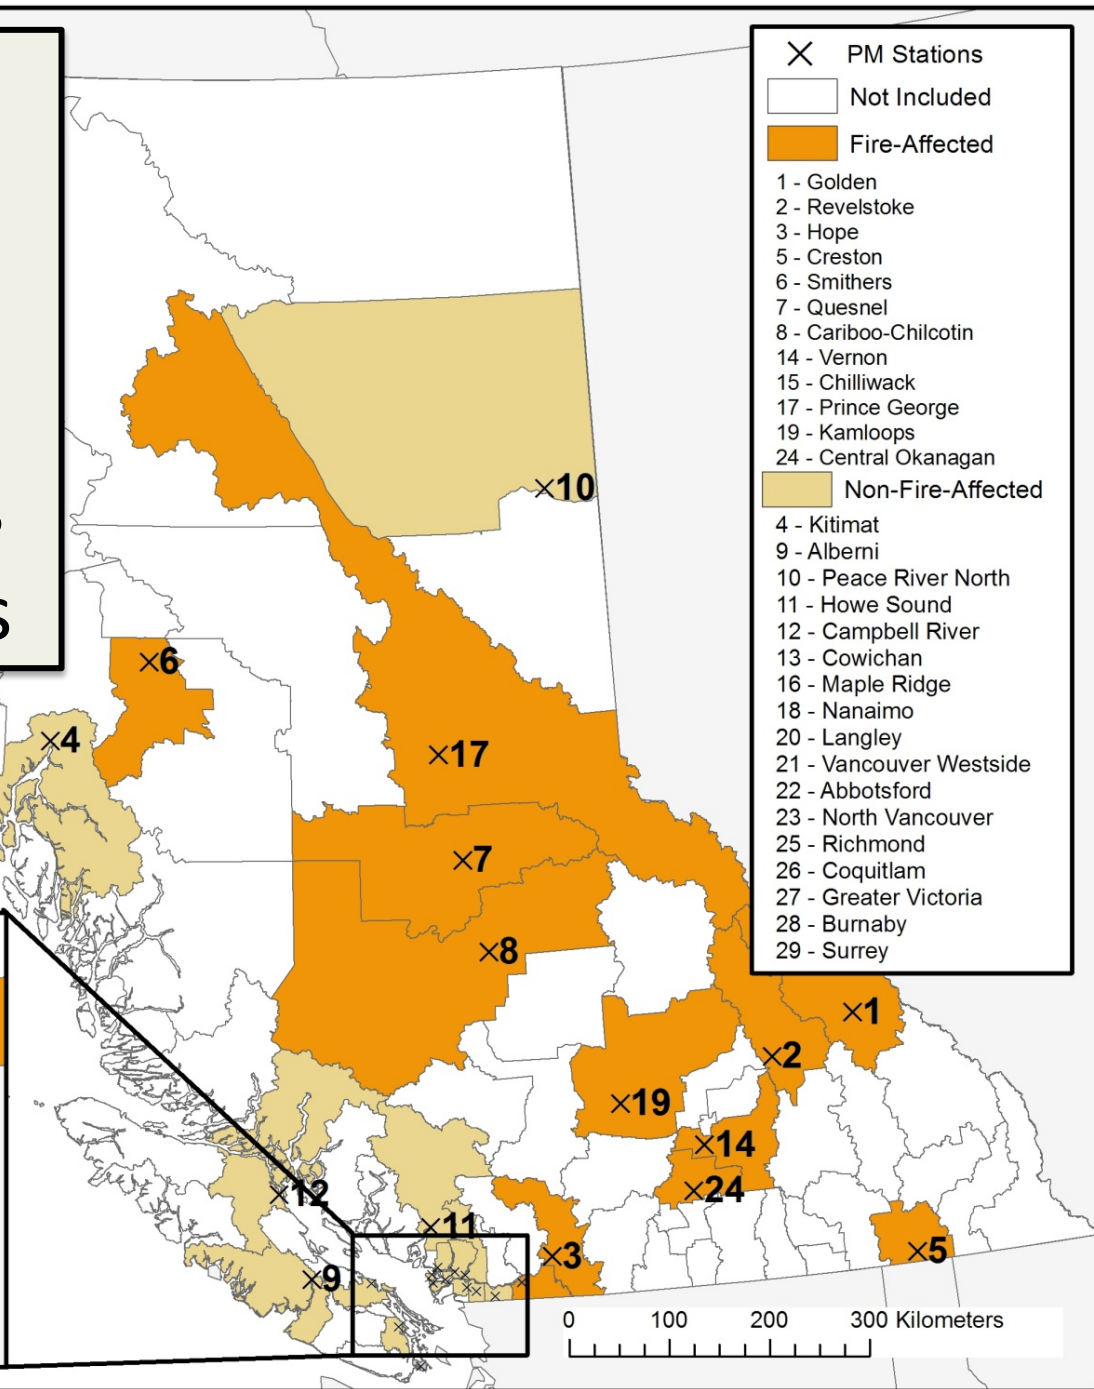 PM Stations
Not Included
Fire-Affected
1 - Golden
2 - Revelstoke
3 - Hope
5 - Creston
6 - Smithers
7 - Quesnel
8 - Cariboo-Chilcotin
14 - Vernon
15 - Chilliwack
17 - Prince George
19 - Kamloops
24 - Central Okanagan
Non-Fire-Affected
4 - Kitimat
9 - Alberni
10 - Peace River North
11 - Howe Sound
12 - Campbell River
13 - Cowichan
16 - Maple Ridge
18 - Nanaimo
20 - Langley
21 - Vancouver Westside
22 - Abbotsford
23 - North Vancouver
25 - Richmond
26 - Coquitlam
27 - Greater Victoria
28 - Burnaby
29 - Surrey
10
6
4
17
7
8
1
2
19
14
24
12
11
3
5
9
0 100 200 300 Kilometers